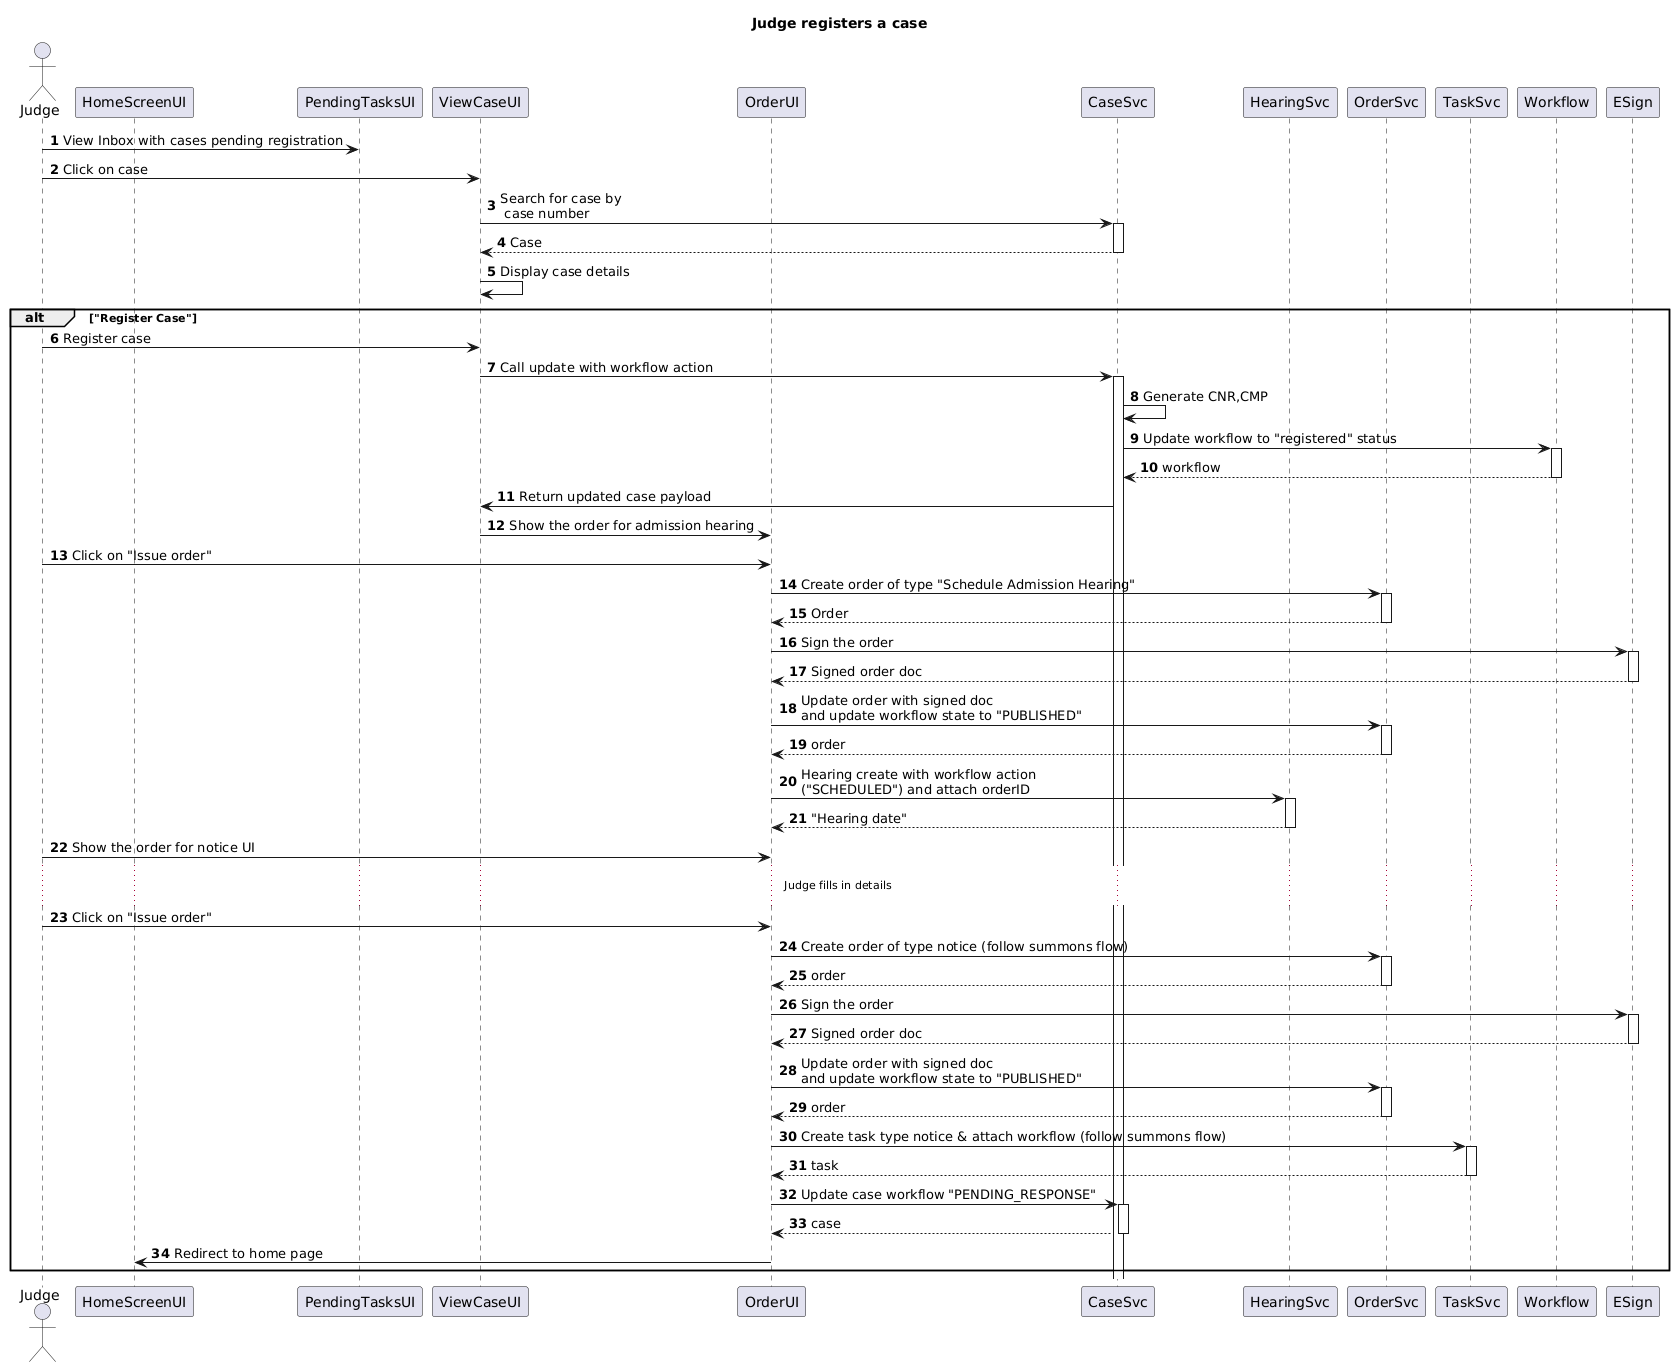 Judge registers a case
Judge
HomeScreenUI
PendingTasksUI
ViewCaseUI
OrderUI
CaseSvc
HearingSvc
OrderSvc
TaskSvc
Workflow
ESign
1 View Inbox with cases pending registration
2 Click on case
3 Search for case by
case number
4 Case
5 Display case details
alt ["Register Case"]
6 Register case
7 Call update with workflow action
8 Generate CNR,CMP
9 Update workflow to "registered" status
10 workflow
11 Return updated case payload
12 Show the order for admission hearing
13 Click on "Issue order"
14 Create order of type "Schedule Admission Hearing"
15 Order
16 Sign the order
17 Signed order doc
18 Update order with signed doc
and update workflow state to "PUBLISHED"
19 order
20 Hearing create with workflow action
("SCHEDULED") and attach orderID
21 "Hearing date"
22 Show the order for notice UI
Judge fills in details
23 Click on "Issue order"
24 Create order of type notice (follow summons flow)
25 order
26 Sign the order
27 Signed order doc
28 Update order with signed doc
and update workflow state to "PUBLISHED"
29 order
30 Create task type notice & attach workflow (follow summons flow)
31 task
32 Update case workflow "PENDING_RESPONSE"
33 case
34 Redirect to home page
Judge
HomeScreenUI
PendingTasksUI
ViewCaseUI
OrderUI
CaseSvc
HearingSvc
OrderSvc
TaskSvc
Workflow
ESign